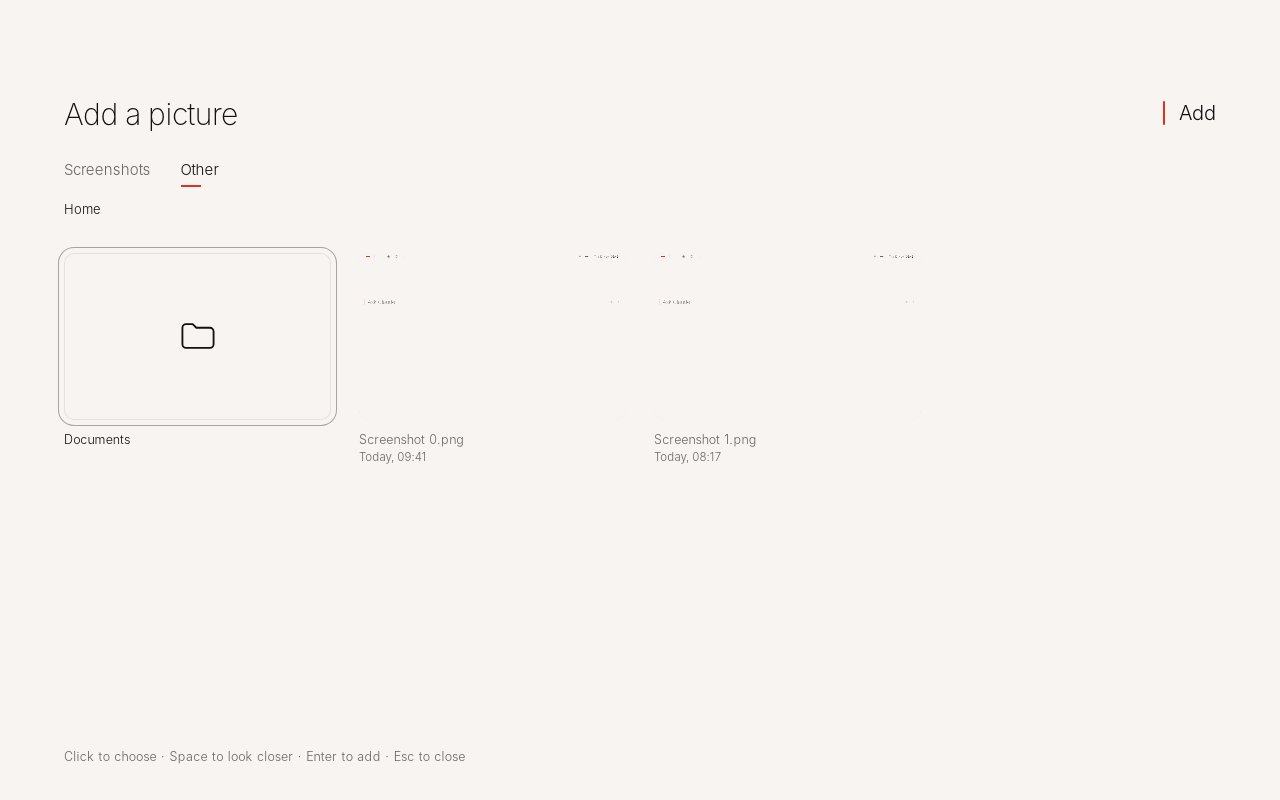 Add a picture
Add
Screenshots
Other
Home
Documents
Screenshot 0.png
Today, 09:41
Screenshot 1.png
Today, 08:17
Click to choose · Space to look closer · Enter to add · Esc to close